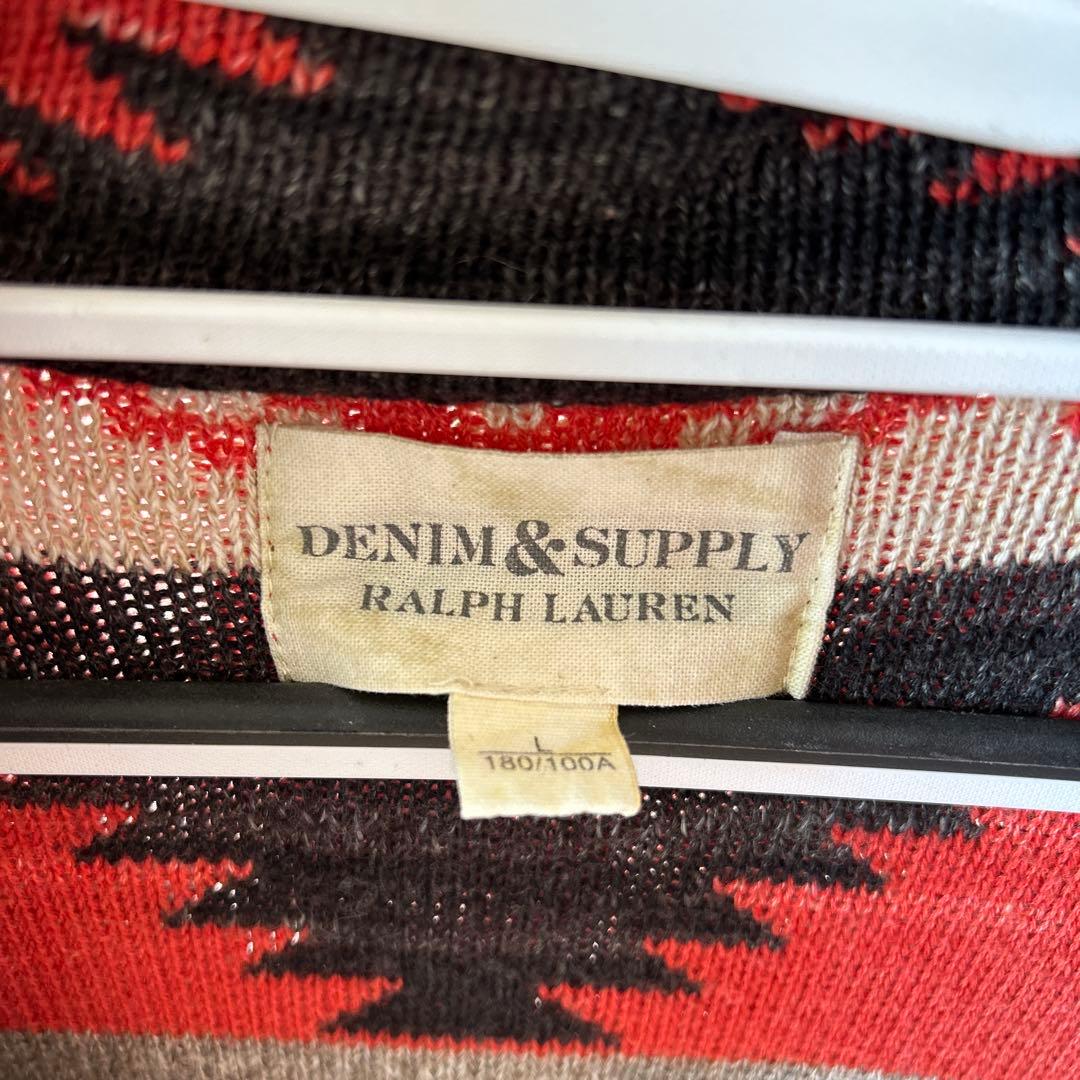 DENIM&SUPPLY
RALPH LAUREN
L
180/100A